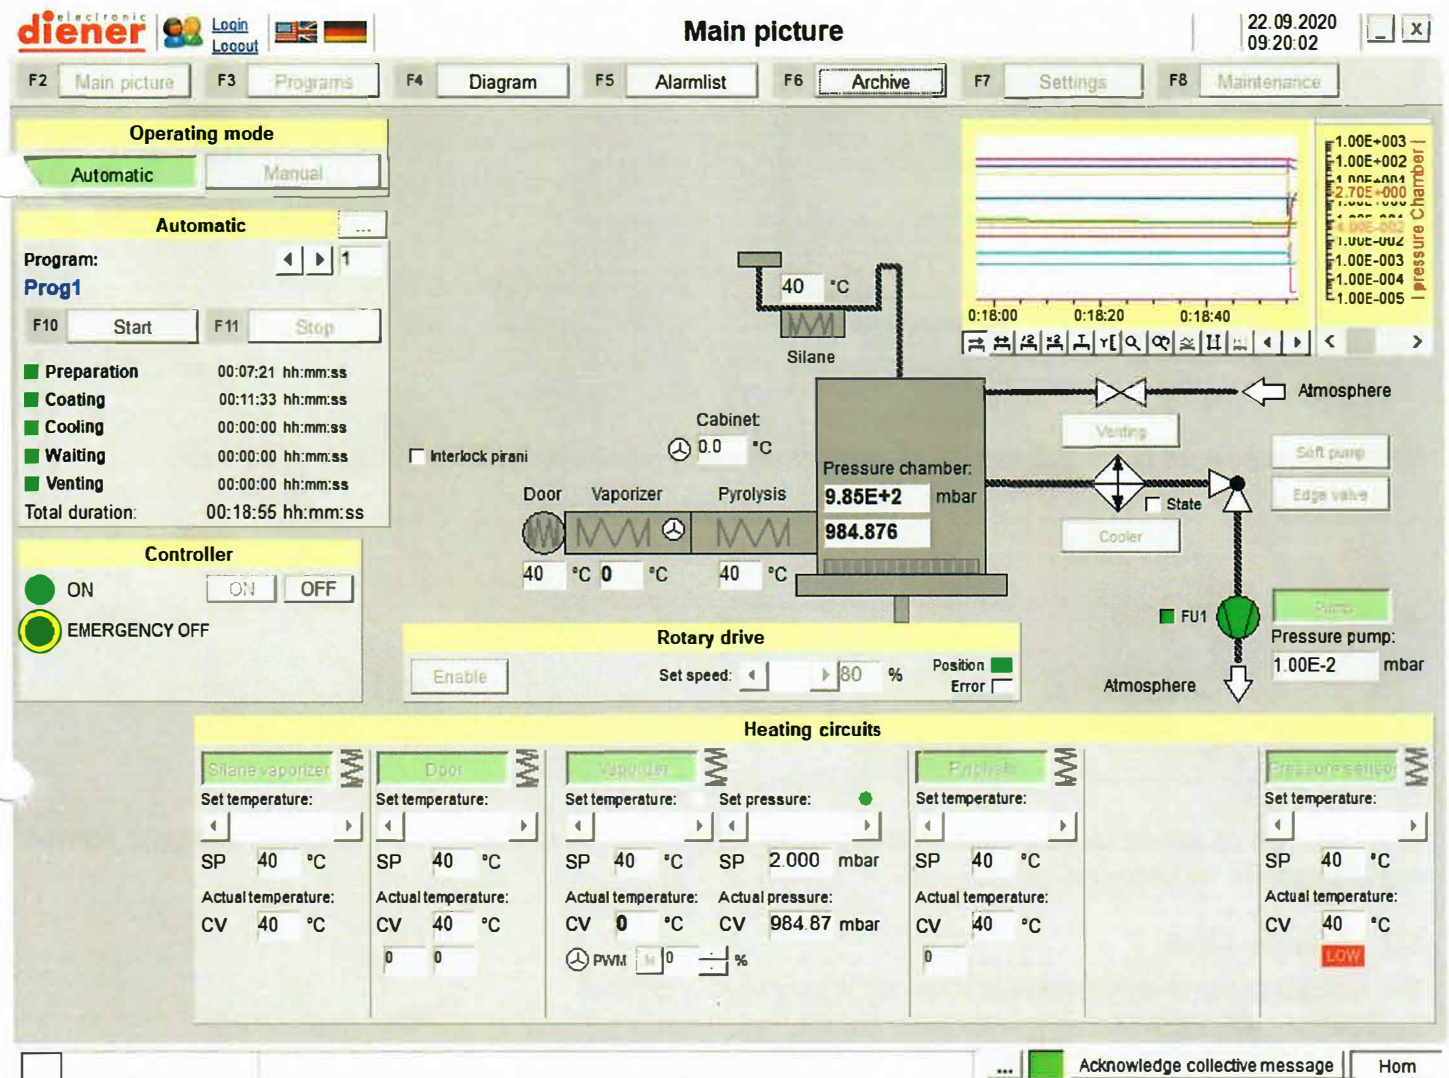 electronic
diener
Login
Logout
Main picture
22.09.2020
09:20:02
F2 Main picture F3 Programs F4 Diagram F5 Alarmlist F6 Archive F7 Settings F8 Maintenance
Operating mode
Automatic Manual
Automatic ...
Program: 1
Prog1
F10 Start F11 Stop
Preparation 00:07:21 hh:mm:ss
Coating 00:11:33 hh:mm:ss
Cooling 00:00:00 hh:mm:ss
Waiting 00:00:00 hh:mm:ss
Venting 00:00:00 hh:mm:ss
Total duration: 00:18:55 hh:mm:ss
Controller
ON ON OFF
EMERGENCY OFF
1.00E+003
1.00E+002
1.00E+001
2.70E+000
4.00E-002
1.00E-002
1.00E-003
1.00E-004
1.00E-005
pressure Chamber
0:18:00 0:18:20 0:18:40
40 °C
Silane
Cabinet:
0.0 °C
Interlock pirani
Door Vaporizer Pyrolysis
40 °C 0 °C 40 °C
Pressure chamber:
9.85E+2 mbar
984.876
Atmosphere
Venting
Soft pump
Edge valve
State
Cooler
FU1
Pump
Pressure pump:
1.00E-2 mbar
Atmosphere
Rotary drive
Enable Set speed: 80 % Position
Error
Heating circuits
Silane vaporizer Door Vaporizer Pyrolysis Pressure sensor
Set temperature: Set temperature: Set temperature: Set pressure: Set temperature: Set temperature:
SP 40 °C SP 40 °C SP 40 °C SP 2.000 mbar SP 40 °C SP 40 °C
Actual temperature: Actual temperature: Actual temperature: Actual pressure: Actual temperature: Actual temperature:
CV 40 °C CV 40 °C CV 0 °C CV 984.87 mbar CV 40 °C CV 40 °C
0 0 PWM M 0 % 0 LOW
... Acknowledge collective message Hom